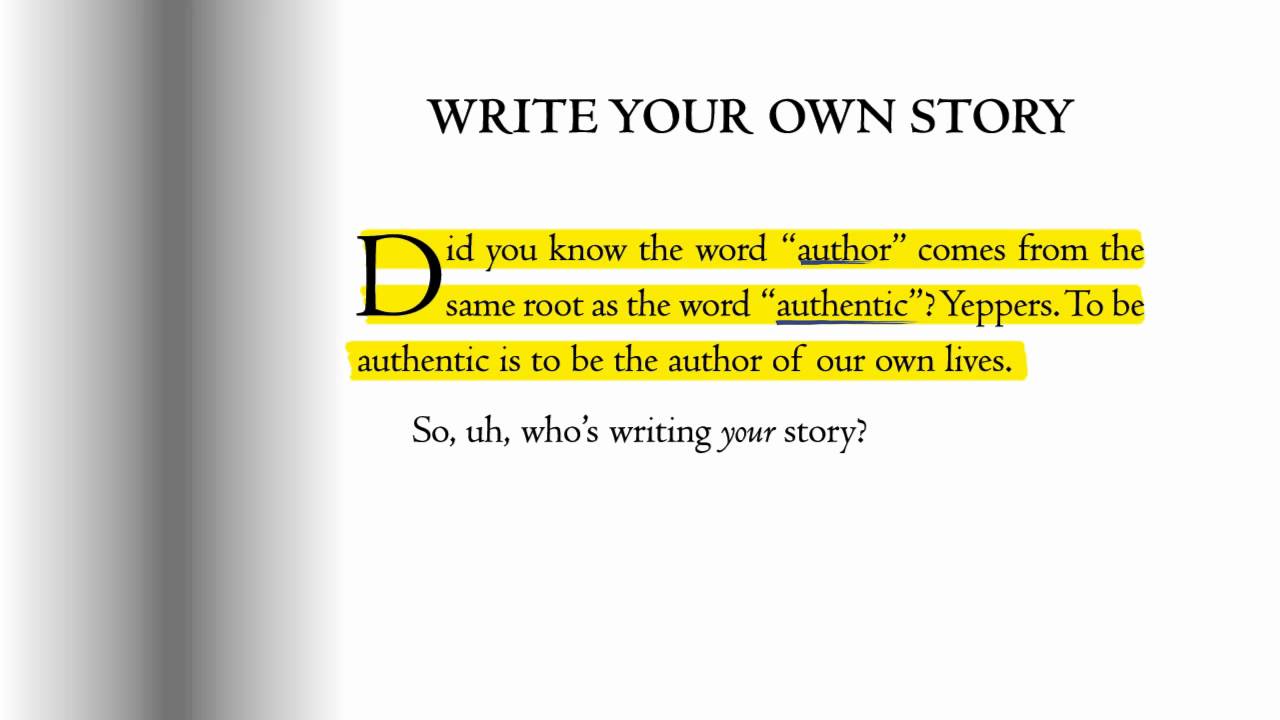 WRITE YOUR OWN STORY
Did you know the word “author” comes from the
same root as the word “authentic”? Yeppers. To be
authentic is to be the author of our own lives.
So, uh, who’s writing your story?